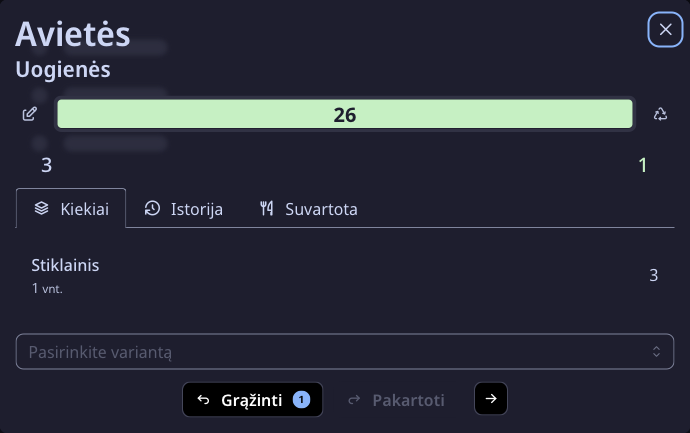 Avietės
Uogienės
26
3 1
Kiekiai Istorija Suvartota
Stiklainis
1 vnt.
3
Pasirinkite variantą
Grąžinti 1 Pakartoti